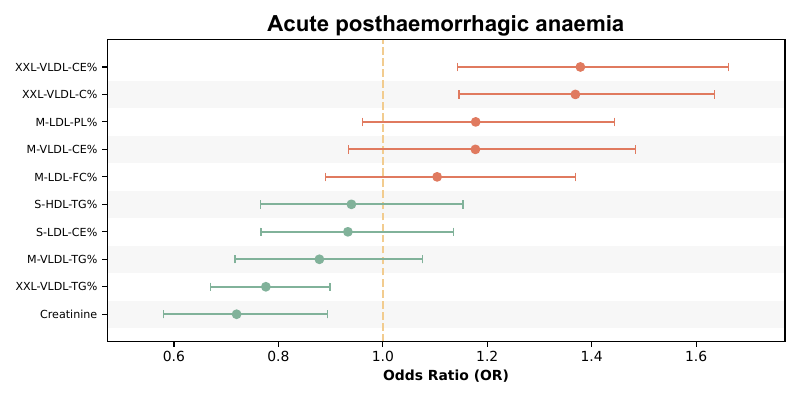 Acute posthaemorrhagic anaemia
XXL-VLDL-CE%
XXL-VLDL-C%
M-LDL-PL%
M-VLDL-CE%
M-LDL-FC%
S-HDL-TG%
S-LDL-CE%
M-VLDL-TG%
XXL-VLDL-TG%
Creatinine
0.6 0.8 1.0 1.2 1.4 1.6
Odds Ratio (OR)